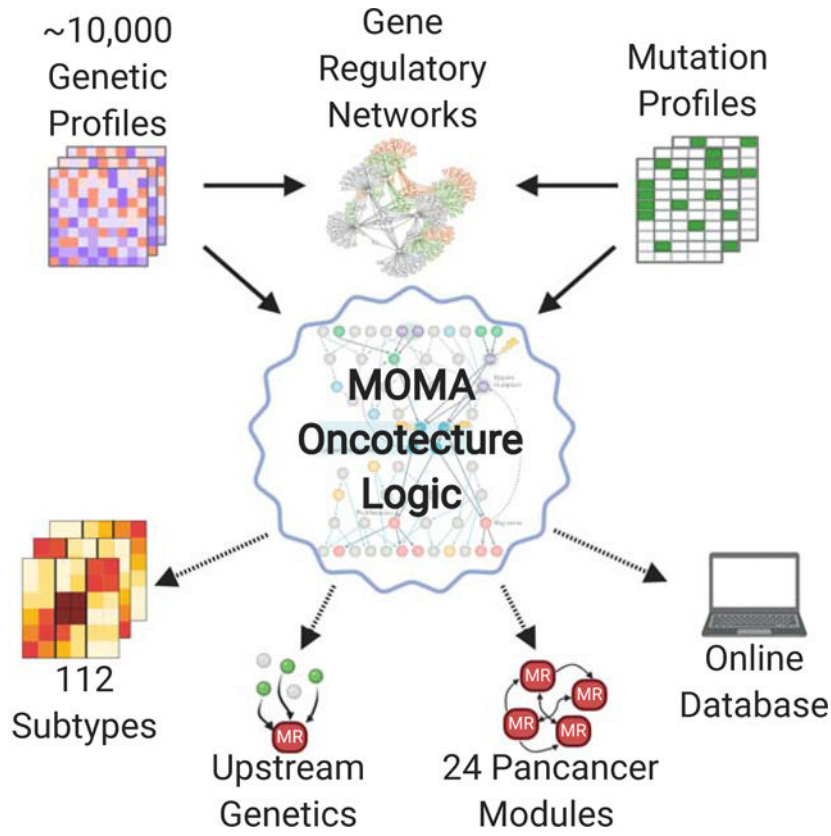 ~10,000
Genetic
Profiles
Gene
Regulatory
Networks
Mutation
Profiles
MOMA
Oncotecture
Logic
112
Subtypes
MR
Upstream
Genetics
MR
MR
MR
MR
24 Pancancer
Modules
Online
Database